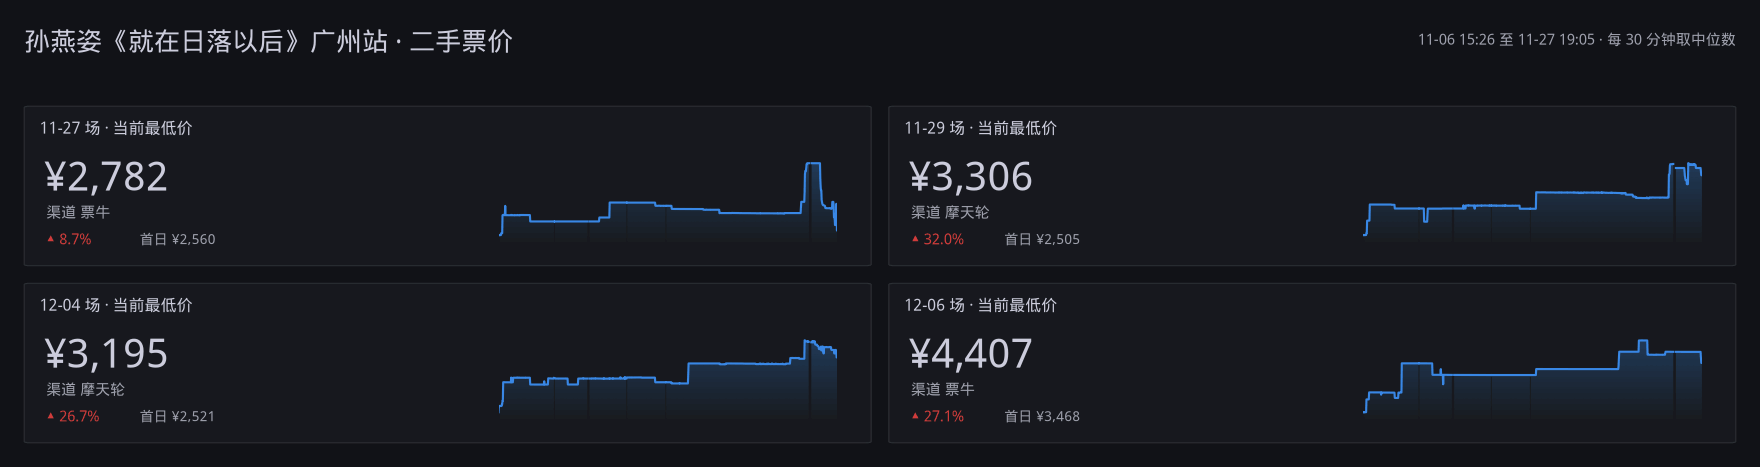 孙燕姿《就在日落以后》广州站 · 二手票价
11-06 15:26 至 11-27 19:05 · 每 30 分钟取中位数
11-27 场 · 当前最低价
¥2,782
渠道 票牛
▲ 8.7% 首日 ¥2,560
11-29 场 · 当前最低价
¥3,306
渠道 摩天轮
▲ 32.0% 首日 ¥2,505
12-04 场 · 当前最低价
¥3,195
渠道 摩天轮
▲ 26.7% 首日 ¥2,521
12-06 场 · 当前最低价
¥4,407
渠道 票牛
▲ 27.1% 首日 ¥3,468